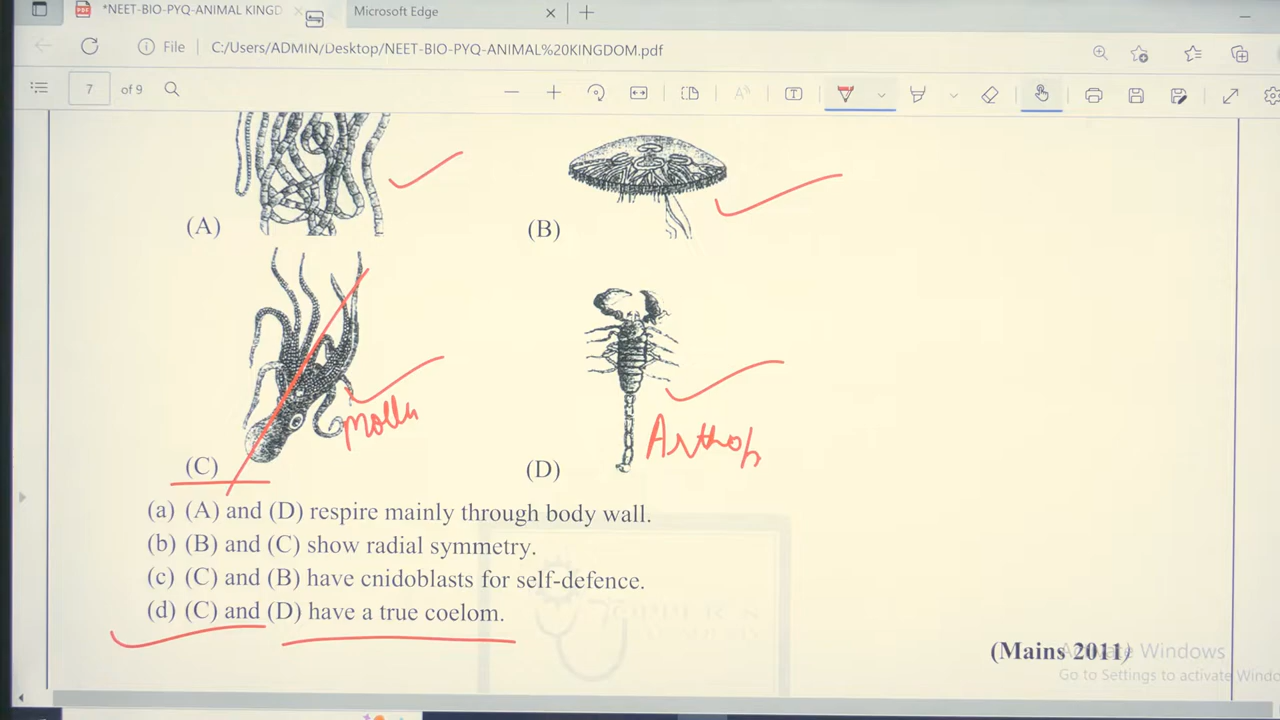 *NEET-BIO-PYQ-ANIMAL KINGD
Microsoft Edge
File
C:/Users/ADMIN/Desktop/NEET-BIO-PYQ-ANIMAL%20KINGDOM.pdf
7 of 9
(A)
(B)
Mollu
Arthop
(C)
(D)
(a) (A) and (D) respire mainly through body wall.
(b) (B) and (C) show radial symmetry.
(c) (C) and (B) have cnidoblasts for self-defence.
(d) (C) and (D) have a true coelom.
(Mains 2011)
Activate Windows
Go to Settings to activate Windo